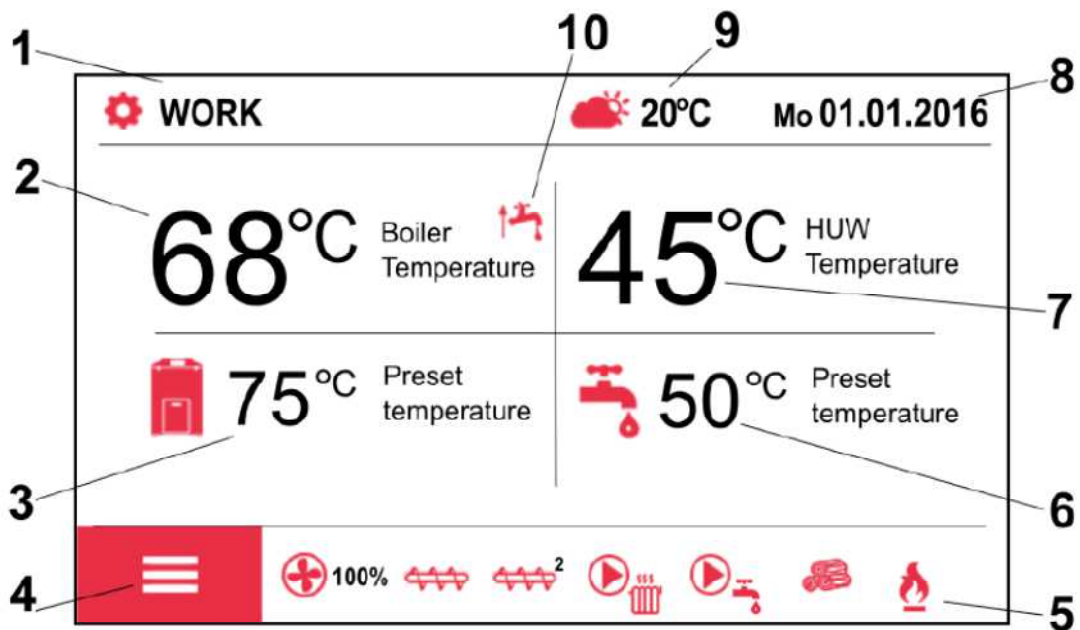 10
9
1
8
WORK
20°C
Mo 01.01.2016
2
68°C
Boiler
Temperature
45°C
HUW
Temperature
7
75°C
Preset
temperature
50°C
Preset
temperature
3
6
4
100%
2
5